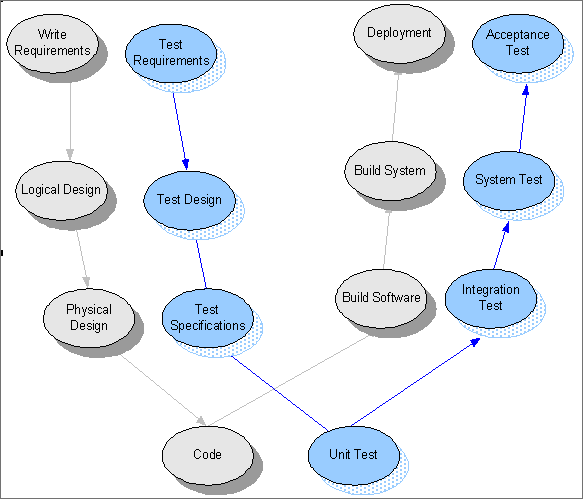 Write
Requirements
Test
Requirements
Deployment
Acceptance
Test
Logical Design
Test Design
Build System
System Test
Physical
Design
Test
Specifications
Build Software
Integration
Test
Code
Unit Test